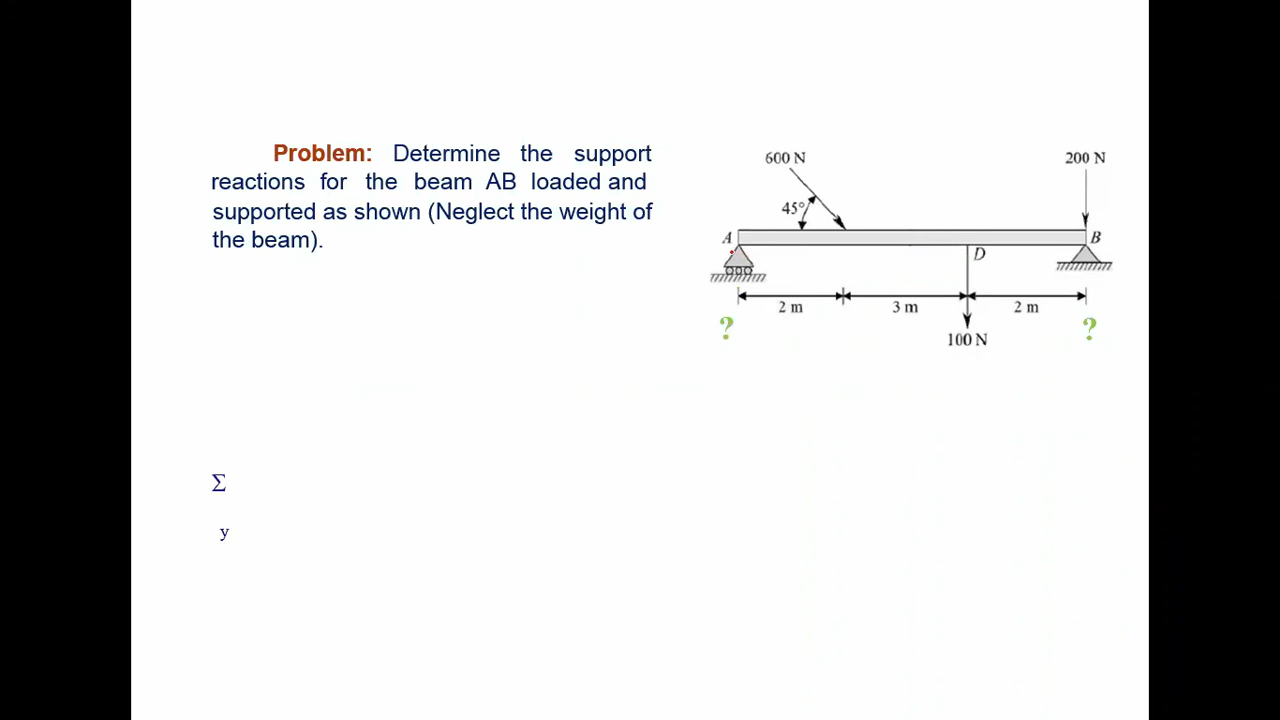 Problem: Determine the support
reactions for the beam AB loaded and
supported as shown (Neglect the weight of
the beam).
600 N
200 N
45°
A
B
D
2 m
3 m
2 m
?
?
100 N
Σ
y